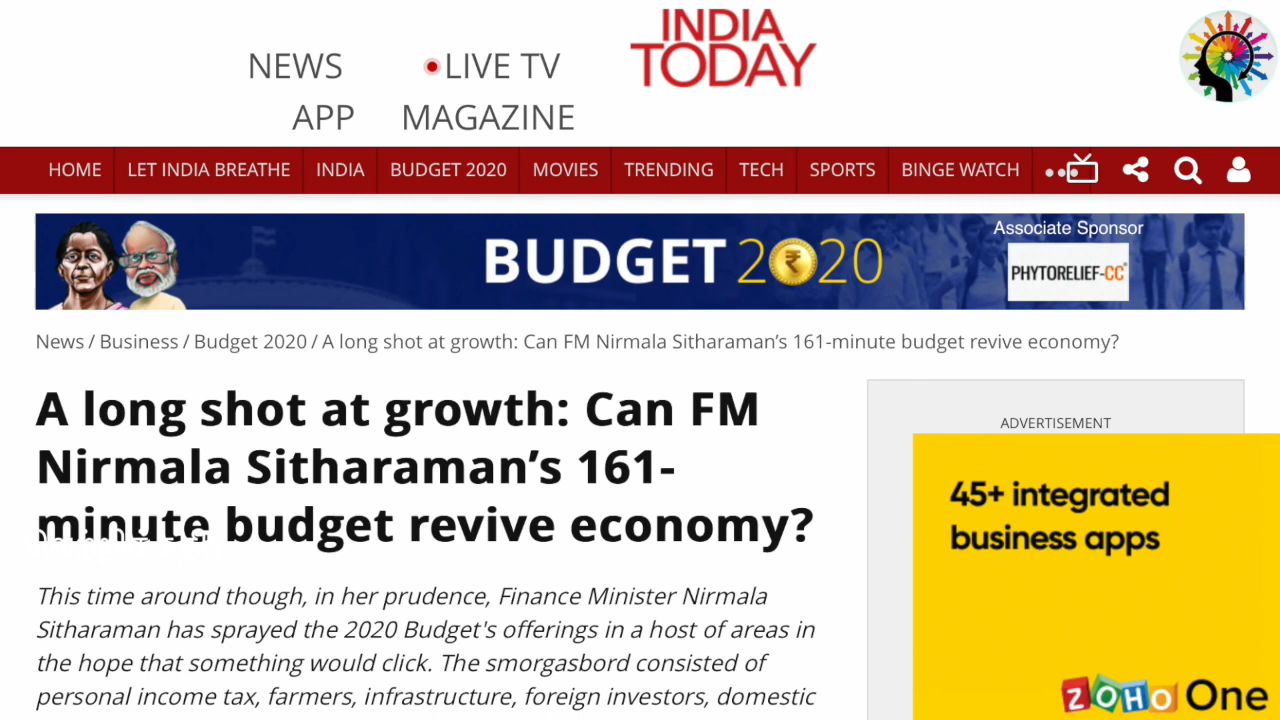 INDIA
TODAY
NEWS
LIVE TV
APP
MAGAZINE
HOME
LET INDIA BREATHE
INDIA
BUDGET 2020
MOVIES
TRENDING
TECH
SPORTS
BINGE WATCH
BUDGET 2020
Associate Sponsor
PHYTORELIEF-CC
News / Business / Budget 2020 / A long shot at growth: Can FM Nirmala Sitharaman’s 161-minute budget revive economy?
A long shot at growth: Can FM
Nirmala Sitharaman’s 161-
minute budget revive economy?
This time around though, in her prudence, Finance Minister Nirmala
Sitharaman has sprayed the 2020 Budget's offerings in a host of areas in
the hope that something would click. The smorgasbord consisted of
personal income tax, farmers, infrastucture, foreign investors, domestic
ADVERTISEMENT
45+ integrated
business apps
ZOHO One